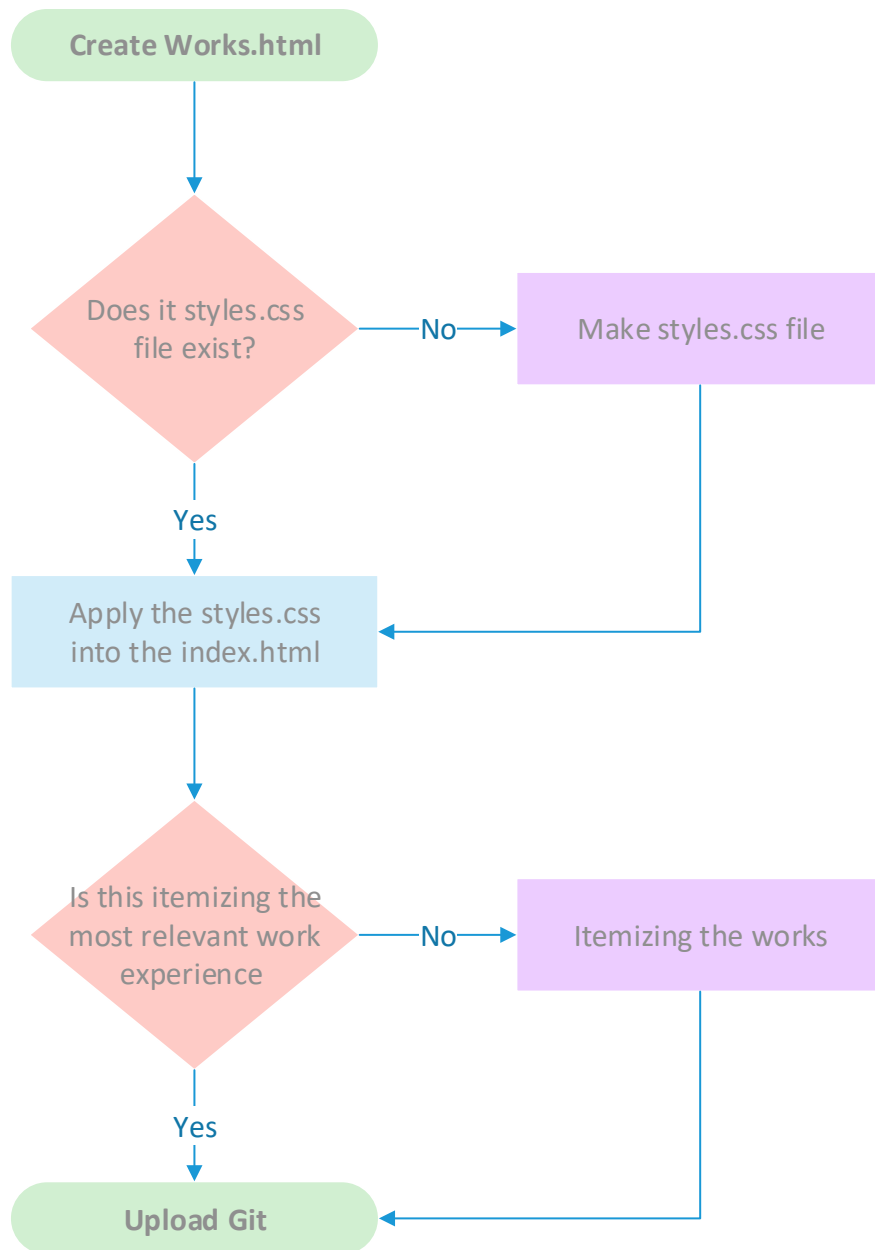 Create Works.html
Does it styles.css
file exist?
No
Make styles.css file
Yes
Apply the styles.css
into the index.html
Is this itemizing the
most relevant work
experience
No
Itemizing the works
Yes
Upload Git